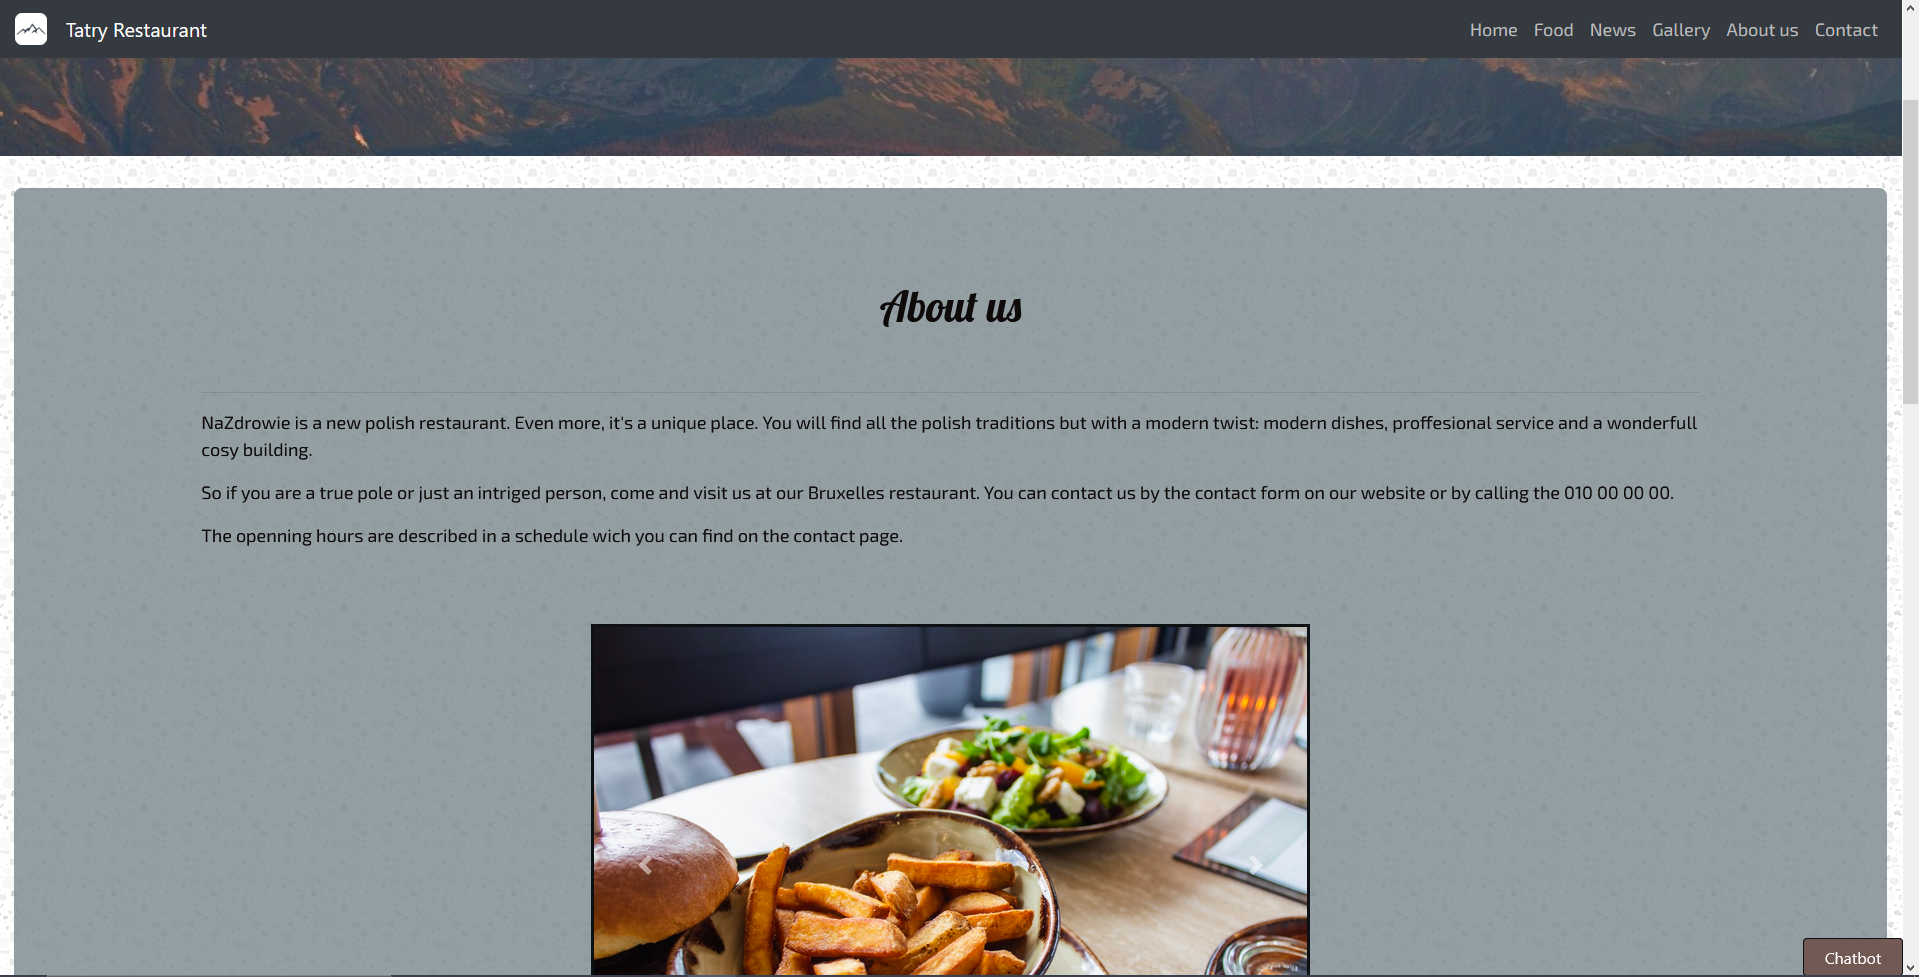 Tatry Restaurant
Home Food News Gallery About us Contact
About us
NaZdrowie is a new polish restaurant. Even more, it's a unique place. You will find all the polish traditions but with a modern twist: modern dishes, proffesional service and a wonderfull
cosy building.
So if you are a true pole or just an intriged person, come and visit us at our Bruxelles restaurant. You can contact us by the contact form on our website or by calling the 010 00 00 00.
The openning hours are described in a schedule wich you can find on the contact page.
Chatbot